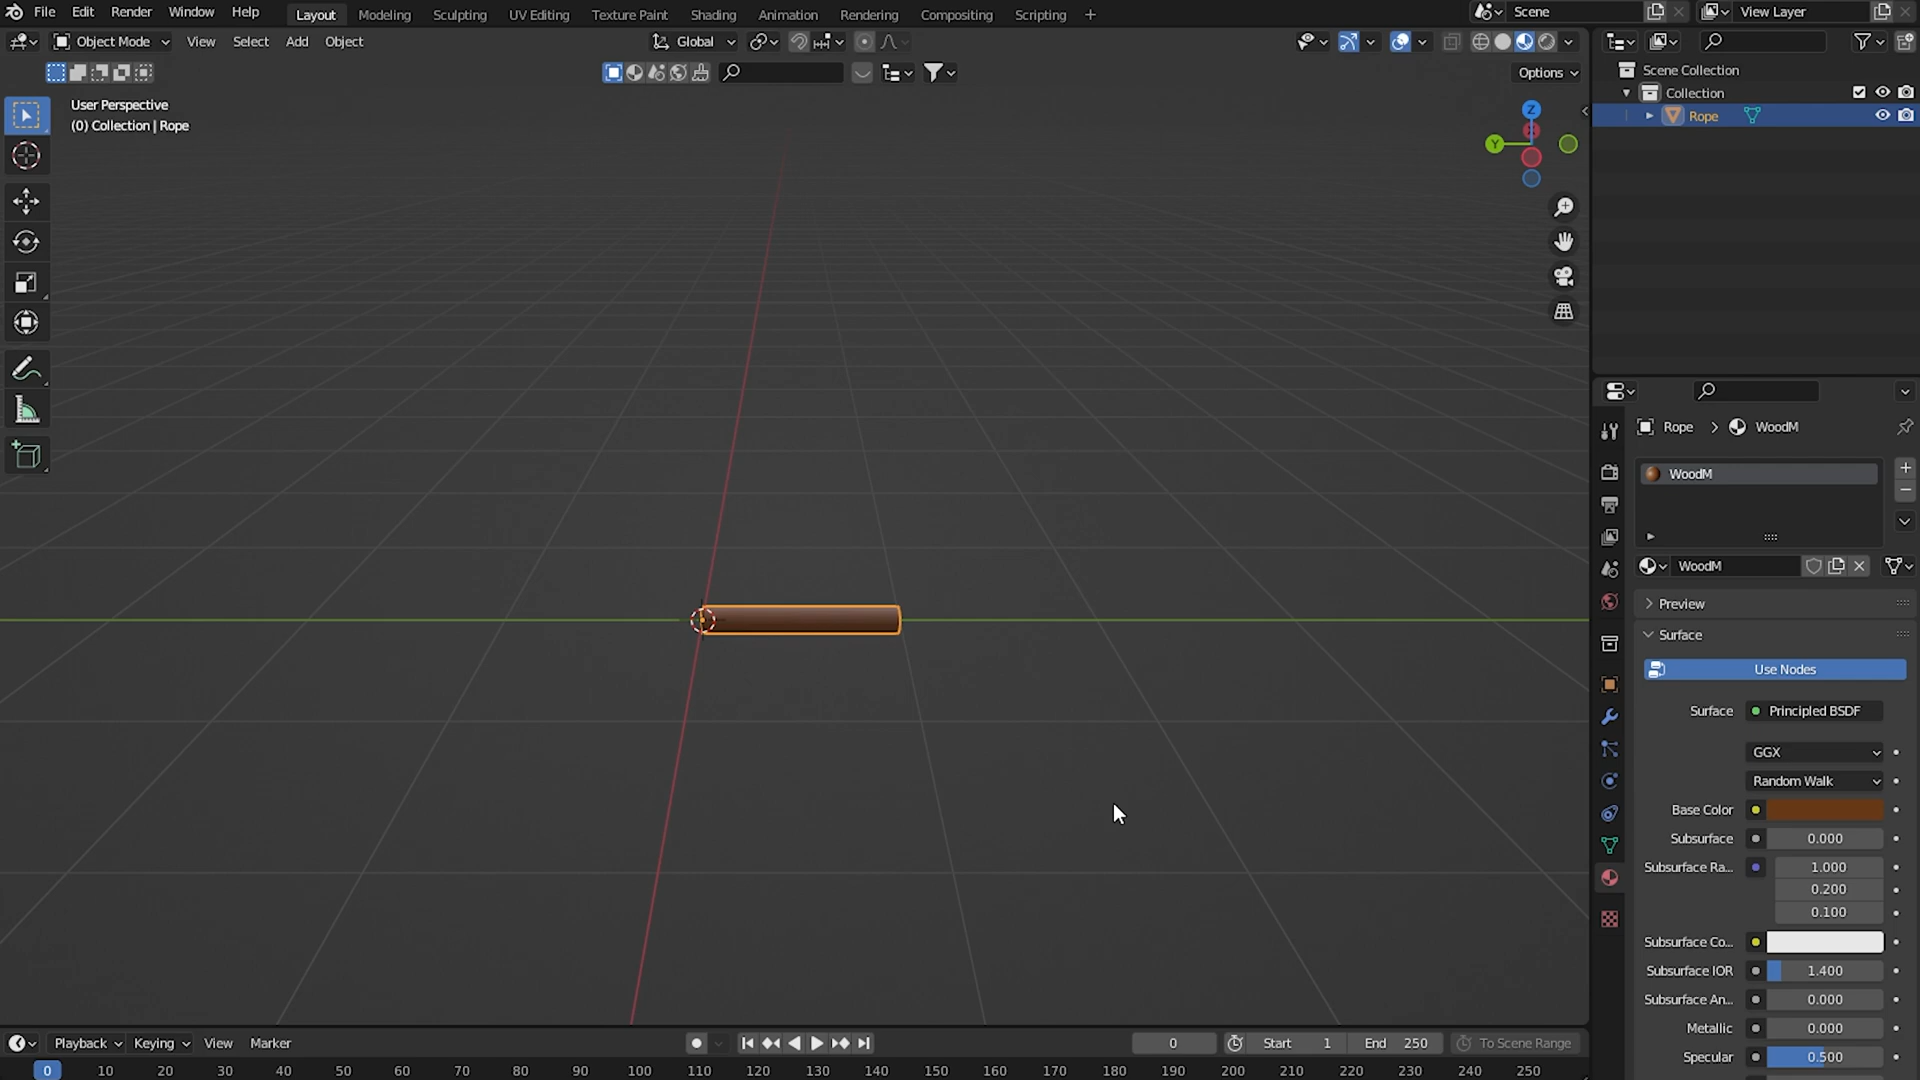 File Edit Render Window Help Layout Modeling Sculpting UV Editing Texture Paint Shading Animation Rendering Compositing Scripting + Scene View Layer
Object Mode View Select Add Object Global
Options
User Perspective
(0) Collection | Rope
Z
Y
Scene Collection
Collection
Rope
Rope > WoodM
WoodM
WoodM
Preview
Surface
Use Nodes
Surface Principled BSDF
GGX
Random Walk
Base Color
Subsurface 0.000
Subsurface Ra... 1.000
0.200
0.100
Subsurface Co...
Subsurface IOR 1.400
Subsurface An... 0.000
Metallic 0.000
Specular 0.500
Playback Keying View Marker 0 Start 1 End 250 To Scene Range
0 10 20 30 40 50 60 70 80 90 100 110 120 130 140 150 160 170 180 190 200 210 220 230 240 250